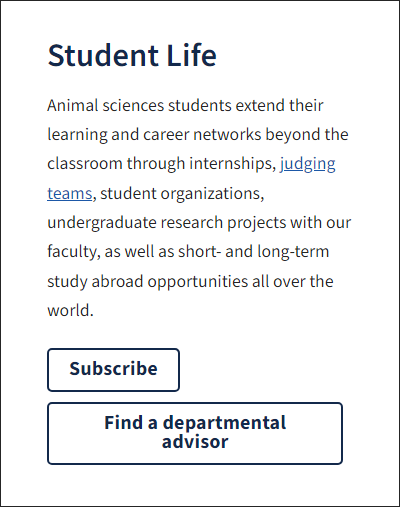 Student Life
Animal sciences students extend their
learning and career networks beyond the
classroom through internships, judging
teams, student organizations,
undergraduate research projects with our
faculty, as well as short- and long-term
study abroad opportunities all over the
world.
Subscribe
Find a departmental
advisor